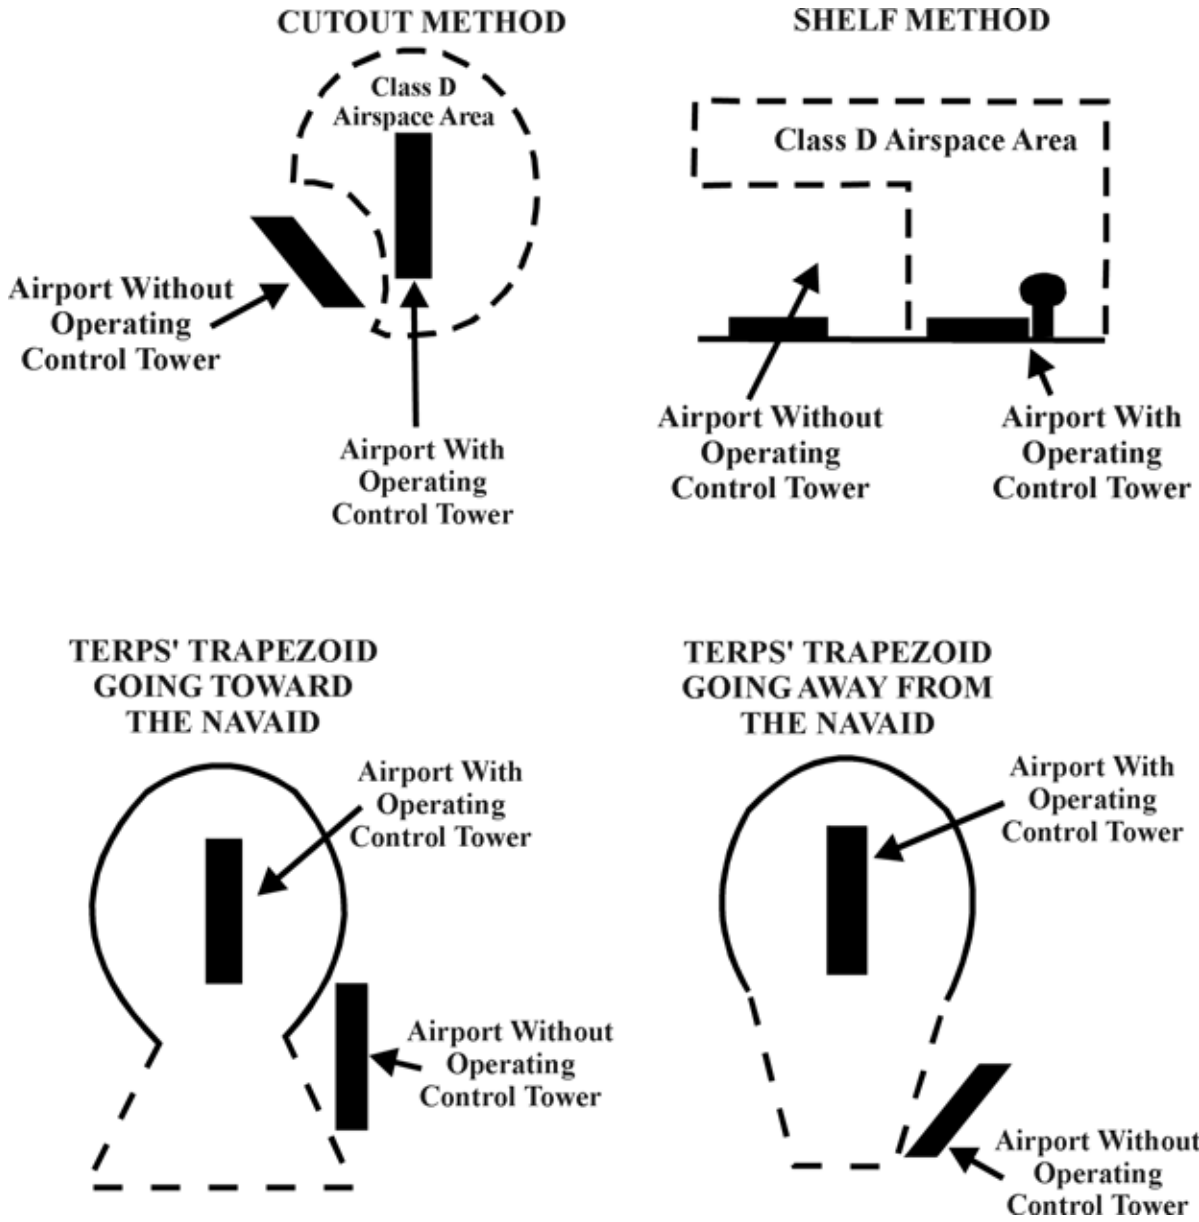 CUTOUT METHOD
Class D
Airspace Area
Airport Without
Operating
Control Tower
Airport With
Operating
Control Tower
SHELF METHOD
Class D Airspace Area
Airport Without
Operating
Control Tower
Airport With
Operating
Control Tower
TERPS' TRAPEZOID
GOING TOWARD
THE NAVAID
Airport With
Operating
Control Tower
Airport Without
Operating
Control Tower
TERPS' TRAPEZOID
GOING AWAY FROM
THE NAVAID
Airport With
Operating
Control Tower
Airport Without
Operating
Control Tower